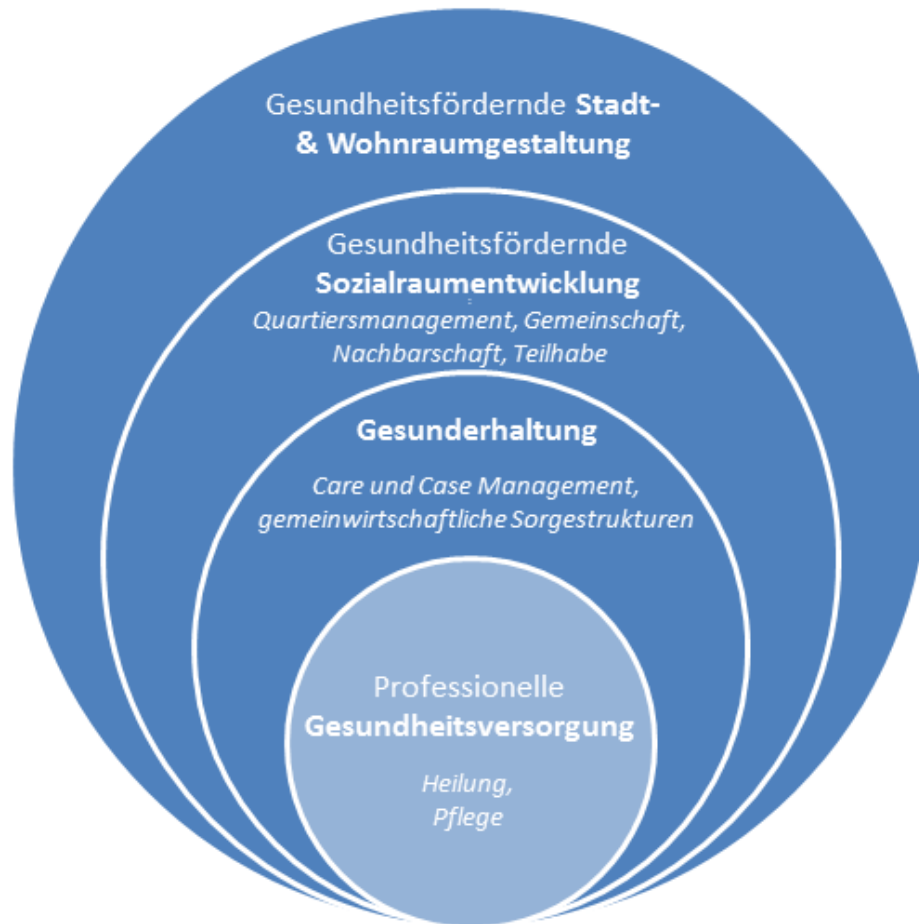 Gesundheitsfördernde Stadt-
& Wohnraumgestaltung
Gesundheitsfördernde
Sozialraumentwicklung
Quartiersmanagement, Gemeinschaft,
Nachbarschaft, Teilhabe
Gesunderhaltung
Care und Case Management,
gemeinwirtschaftliche Sorgestrukturen
Professionelle
Gesundheitsversorgung
Heilung,
Pflege